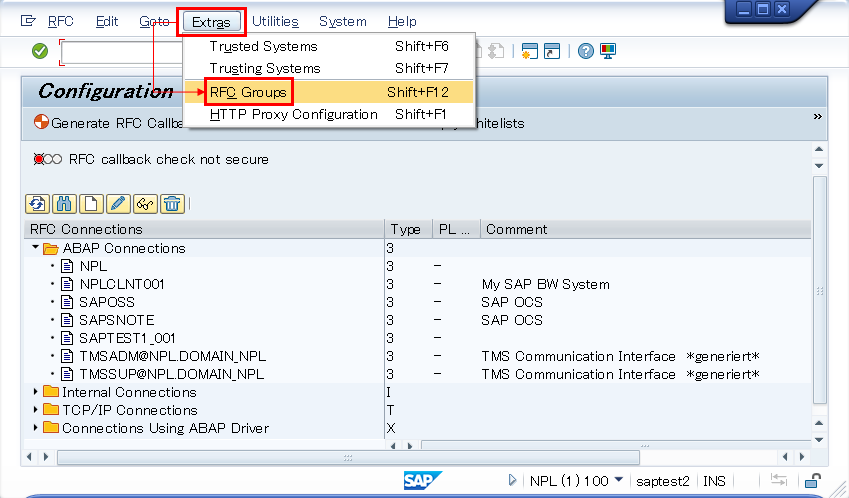 RFC Edit Goto Extras Utilities System Help
Trusted Systems Shift+F6
Trusting Systems Shift+F7
RFC Groups Shift+F12
HTTP Proxy Configuration Shift+F1
Configuration
Generate RFC Callba
hitelists
RFC callback check not secure
RFC Connections Type PL ... Comment
ABAP Connections 3
NPL 3 –
NPLCLNT001 3 – My SAP BW System
SAPOSS 3 – SAP OCS
SAPSNOTE 3 – SAP OCS
SAPTEST1_001 3 –
TMSADM@NPL.DOMAIN_NPL 3 – TMS Communication Interface *generiert*
TMSSUP@NPL.DOMAIN_NPL 3 – TMS Communication Interface *generiert*
Internal Connections I
TCP/IP Connections T
Connections Using ABAP Driver X
SAP NPL (1) 100 saptest2 INS